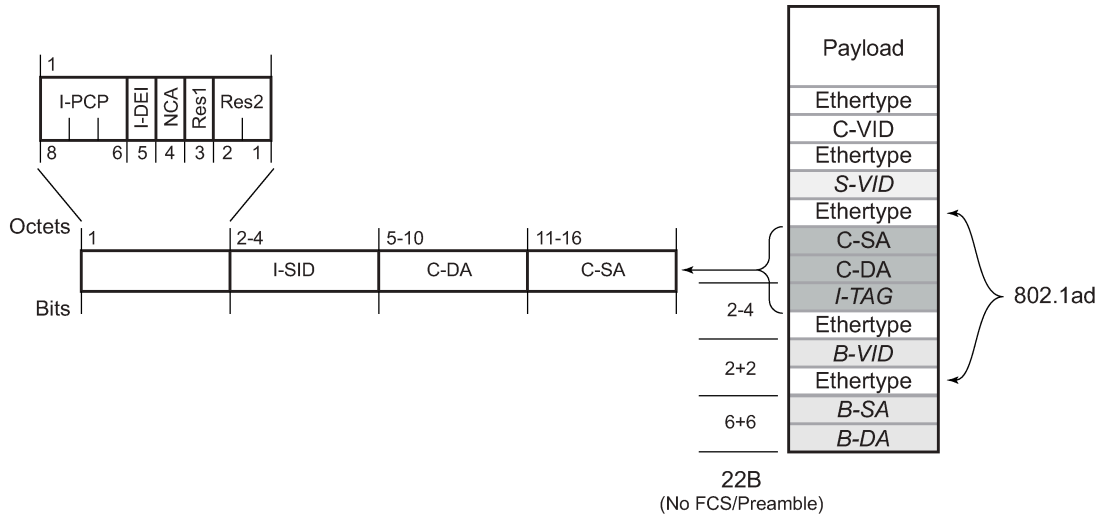 1
I-PCP I-DEI NCA Res1 Res2
8 6 5 4 3 2 1
Octets
1 2-4 5-10 11-16
I-SID C-DA C-SA
Bits
Payload
Ethertype
C-VID
Ethertype
S-VID
Ethertype
C-SA
C-DA
I-TAG
Ethertype
B-VID
Ethertype
B-SA
B-DA
802.1ad
2-4
2+2
6+6
22B
(No FCS/Preamble)